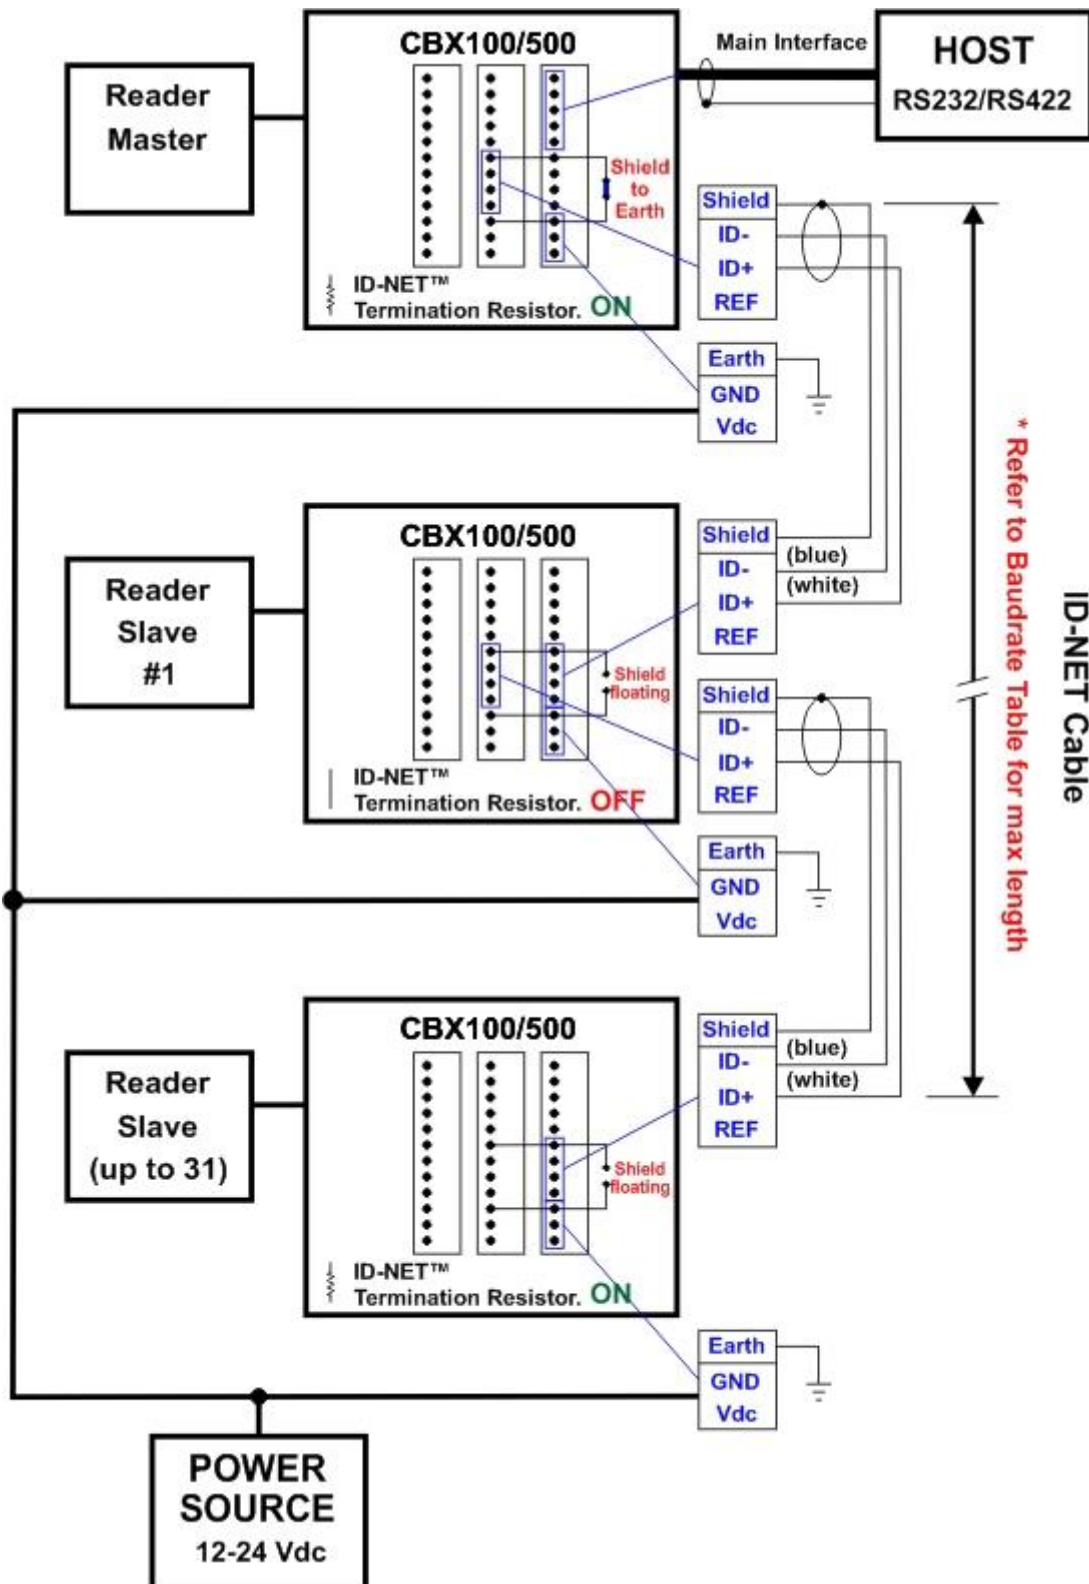 CBX100/500
Main Interface
HOST
RS232/RS422
Reader
Master
Shield
to
Earth
Shield
ID-
ID+
REF
ID-NET™
Termination Resistor. ON
Earth
GND
Vdc
CBX100/500
Reader
Slave
#1
Shield
floating
Shield
ID-
ID+
REF
(blue)
(white)
Shield
ID-
ID+
REF
ID-NET™
Termination Resistor. OFF
Earth
GND
Vdc
* Refer to Baudrate Table for max length
ID-NET Cable
CBX100/500
Reader
Slave
(up to 31)
Shield
floating
Shield
ID-
ID+
REF
(blue)
(white)
ID-NET™
Termination Resistor. ON
Earth
GND
Vdc
POWER
SOURCE
12-24 Vdc